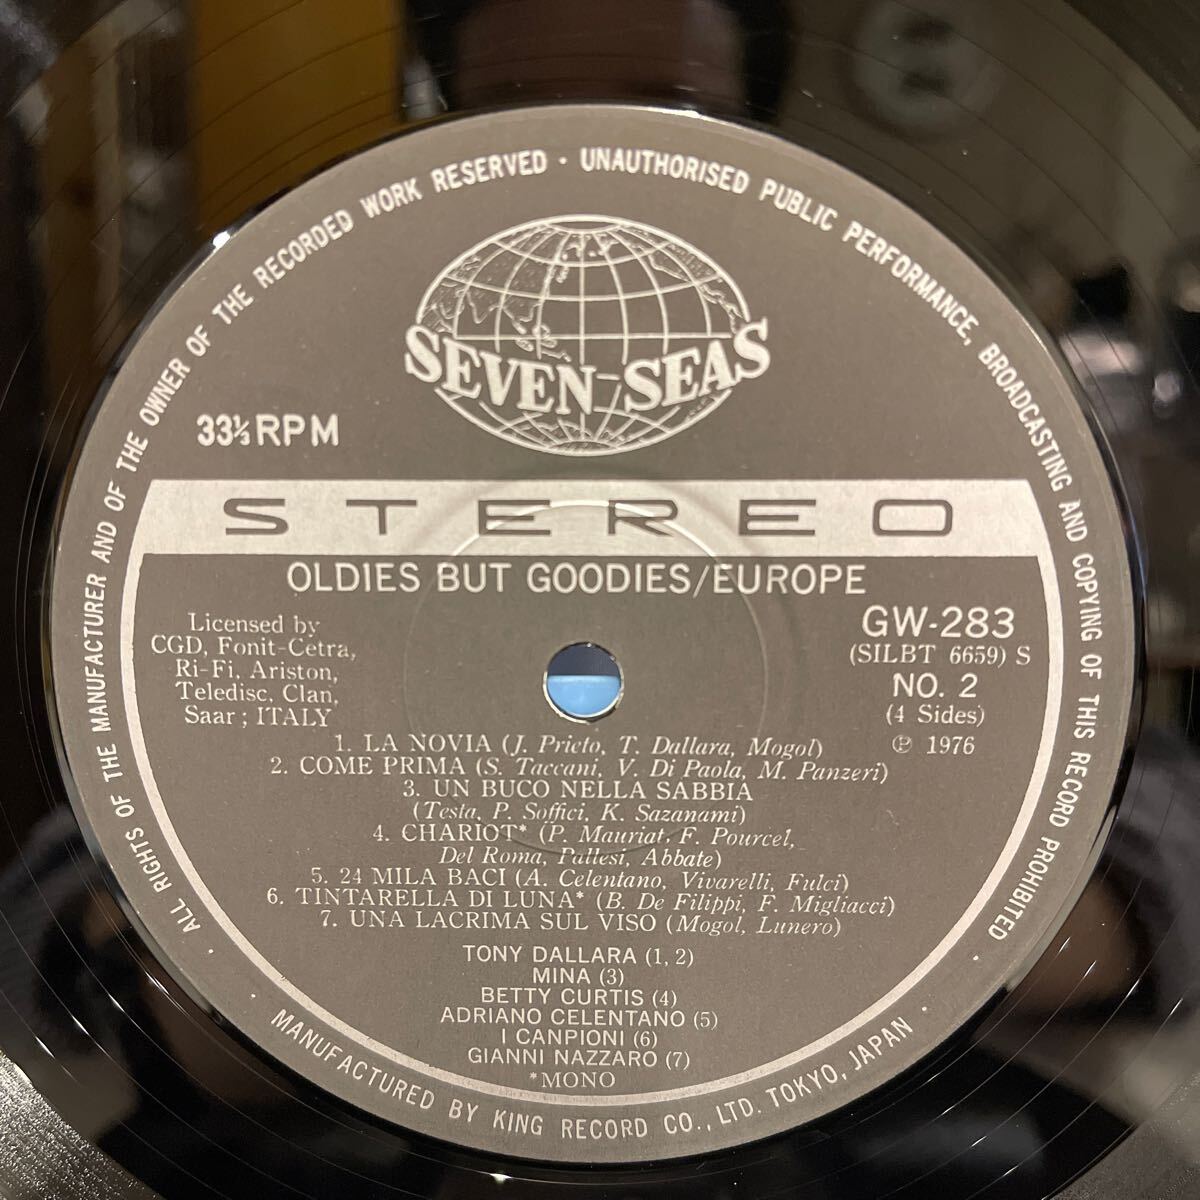 · ALL RIGHTS OF THE MANUFACTURER AND OF THE OWNER OF THE RECORDED WORK RESERVED · UNAUTHORISED PUBLIC PERFORMANCE, BROADCASTING AND COPYING OF THIS RECORD PROHIBITED ·
SEVEN-SEAS
33⅓ RPM
STEREO
OLDIES BUT GOODIES/EUROPE
Licensed by
CGD, Fonit-Cetra,
Ri-Fi, Ariston,
Teledisc, Clan,
Saar ; ITALY
GW-283
(SILBT 6659) S
NO. 2
(4 Sides)
℗ 1976
1. LA NOVIA (J. Prieto, T. Dallara, Mogol)
2. COME PRIMA (S. Taccani, V. Di Paola, M. Panzeri)
3. UN BUCO NELLA SABBIA
(Testa, P. Soffici, K. Sazanami)
4. CHARIOT* (P. Mauriat, F. Pourcel,
Del Roma, Pallesi, Abbate)
5. 24 MILA BACI (A. Celentano, Vivarelli, Fulci)
6. TINTARELLA DI LUNA* (B. De Filippi, F. Migliacci)
7. UNA LACRIMA SUL VISO (Mogol, Lunero)
TONY DALLARA (1, 2)
MINA (3)
BETTY CURTIS (4)
ADRIANO CELENTANO (5)
I CANPIONI (6)
GIANNI NAZZARO (7)
*MONO
· MANUFACTURED BY KING RECORD CO., LTD. TOKYO, JAPAN ·